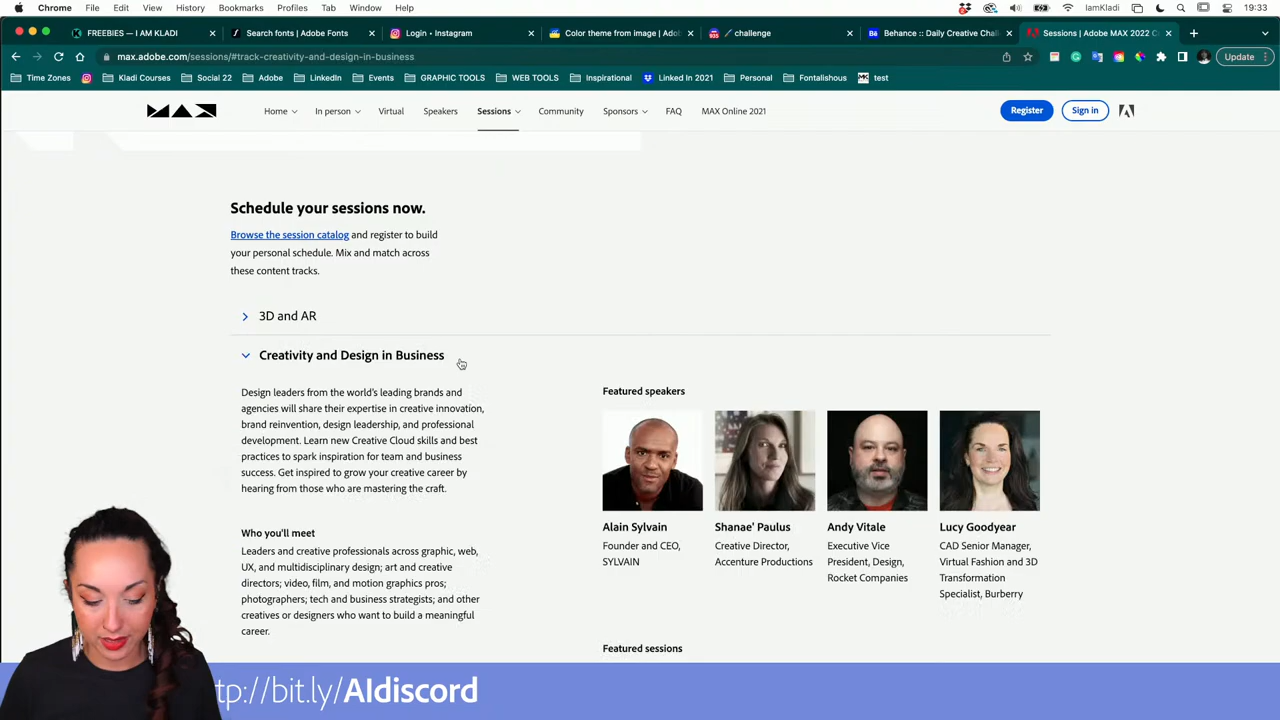 Chrome File Edit View History Bookmarks Profiles Tab Window Help IamKladi 19:33
FREEBIES — I AM KLADI Search fonts | Adobe Fonts Login • Instagram Color theme from image | Adobe challenge Behance :: Daily Creative Chal Sessions | Adobe MAX 2022 C
max.adobe.com/sessions/#track-creativity-and-design-in-business Update
Time Zones Kladi Courses Social 22 Adobe LinkedIn Events GRAPHIC TOOLS WEB TOOLS Inspirational Linked In 2021 Personal Fontalishous test
MAX Home In person Virtual Speakers Sessions Community Sponsors FAQ MAX Online 2021 Register Sign in
Schedule your sessions now.
Browse the session catalog and register to build
your personal schedule. Mix and match across
these content tracks.
3D and AR
Creativity and Design in Business
Design leaders from the world's leading brands and
agencies will share their expertise in creative innovation,
brand reinvention, design leadership, and professional
development. Learn new Creative Cloud skills and best
practices to spark inspiration for team and business
success. Get inspired to grow your creative career by
hearing from those who are mastering the craft.
Who you'll meet
Leaders and creative professionals across graphic, web,
UX, and multidisciplinary design; art and creative
directors; video, film, and motion graphics pros;
photographers; tech and business strategists; and other
creatives or designers who want to build a meaningful
career.
Featured speakers
Alain Sylvain
Founder and CEO,
SYLVAIN
Shanae' Paulus
Creative Director,
Accenture Productions
Andy Vitale
Executive Vice
President, Design,
Rocket Companies
Lucy Goodyear
CAD Senior Manager,
Virtual Fashion and 3D
Transformation
Specialist, Burberry
Featured sessions
tp://bit.ly/AIdiscord